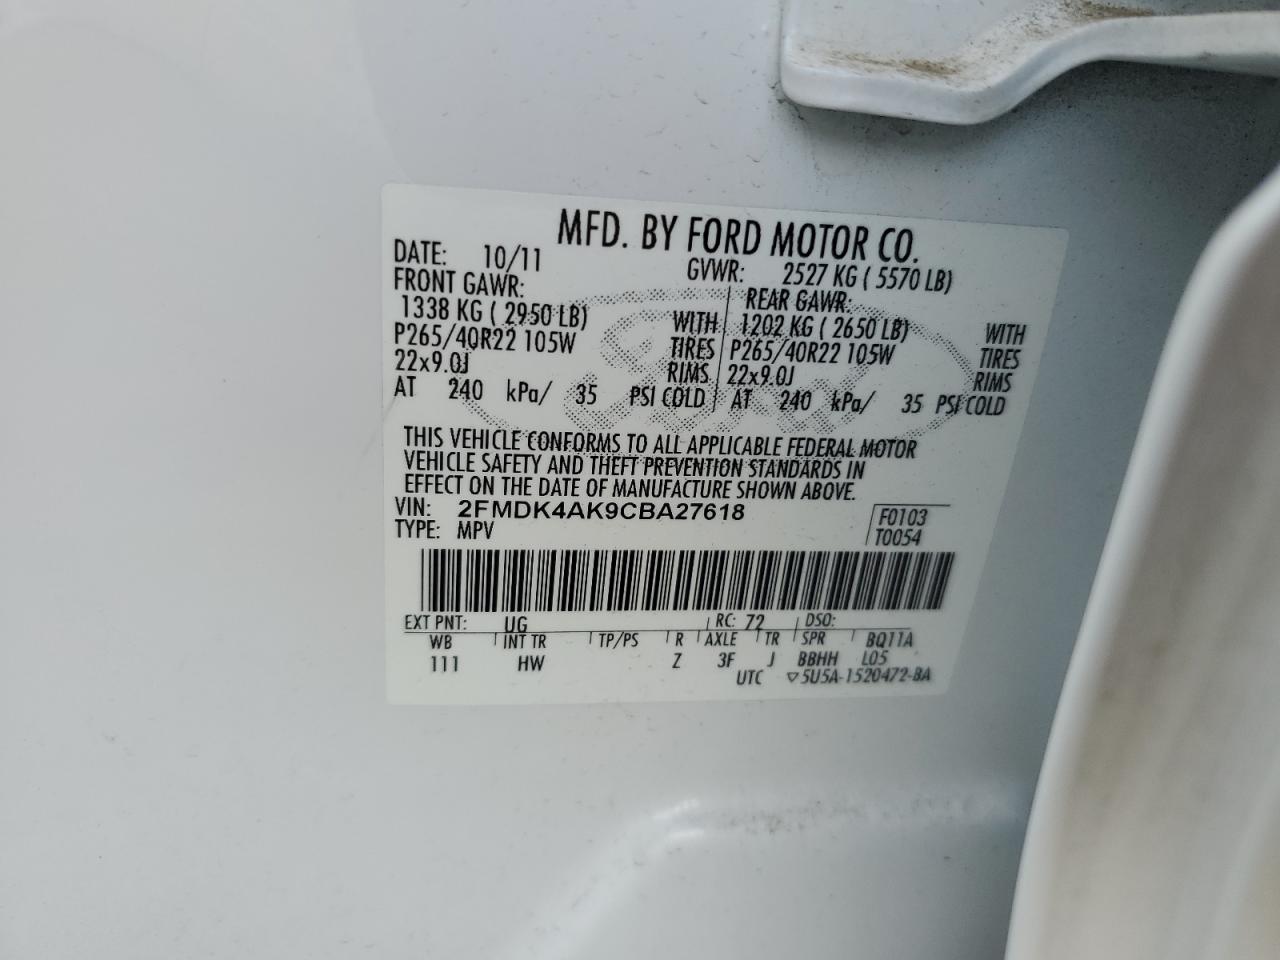 MFD. BY FORD MOTOR CO.
DATE: 10/11 GVWR: 2527 KG ( 5570 LB)
FRONT GAWR: REAR GAWR:
1338 KG ( 2950 LB) WITH 1202 KG ( 2650 LB) WITH
P265/40R22 105W TIRES P265/40R22 105W TIRES
22x9.0J RIMS 22x9.0J RIMS
AT 240 kPa/ 35 PSI COLD AT 240 kPa/ 35 PSI COLD
THIS VEHICLE CONFORMS TO ALL APPLICABLE FEDERAL MOTOR
VEHICLE SAFETY AND THEFT PREVENTION STANDARDS IN
EFFECT ON THE DATE OF MANUFACTURE SHOWN ABOVE.
VIN: 2FMDK4AK9CBA27618 F0103
TYPE: MPV T0054
EXT PNT: UG RC: 72 DSO:
WB INT TR TP/PS R AXLE TR SPR BQ11A
111 HW Z 3F J BBHH L05
UTC ▽5U5A-1520472-BA